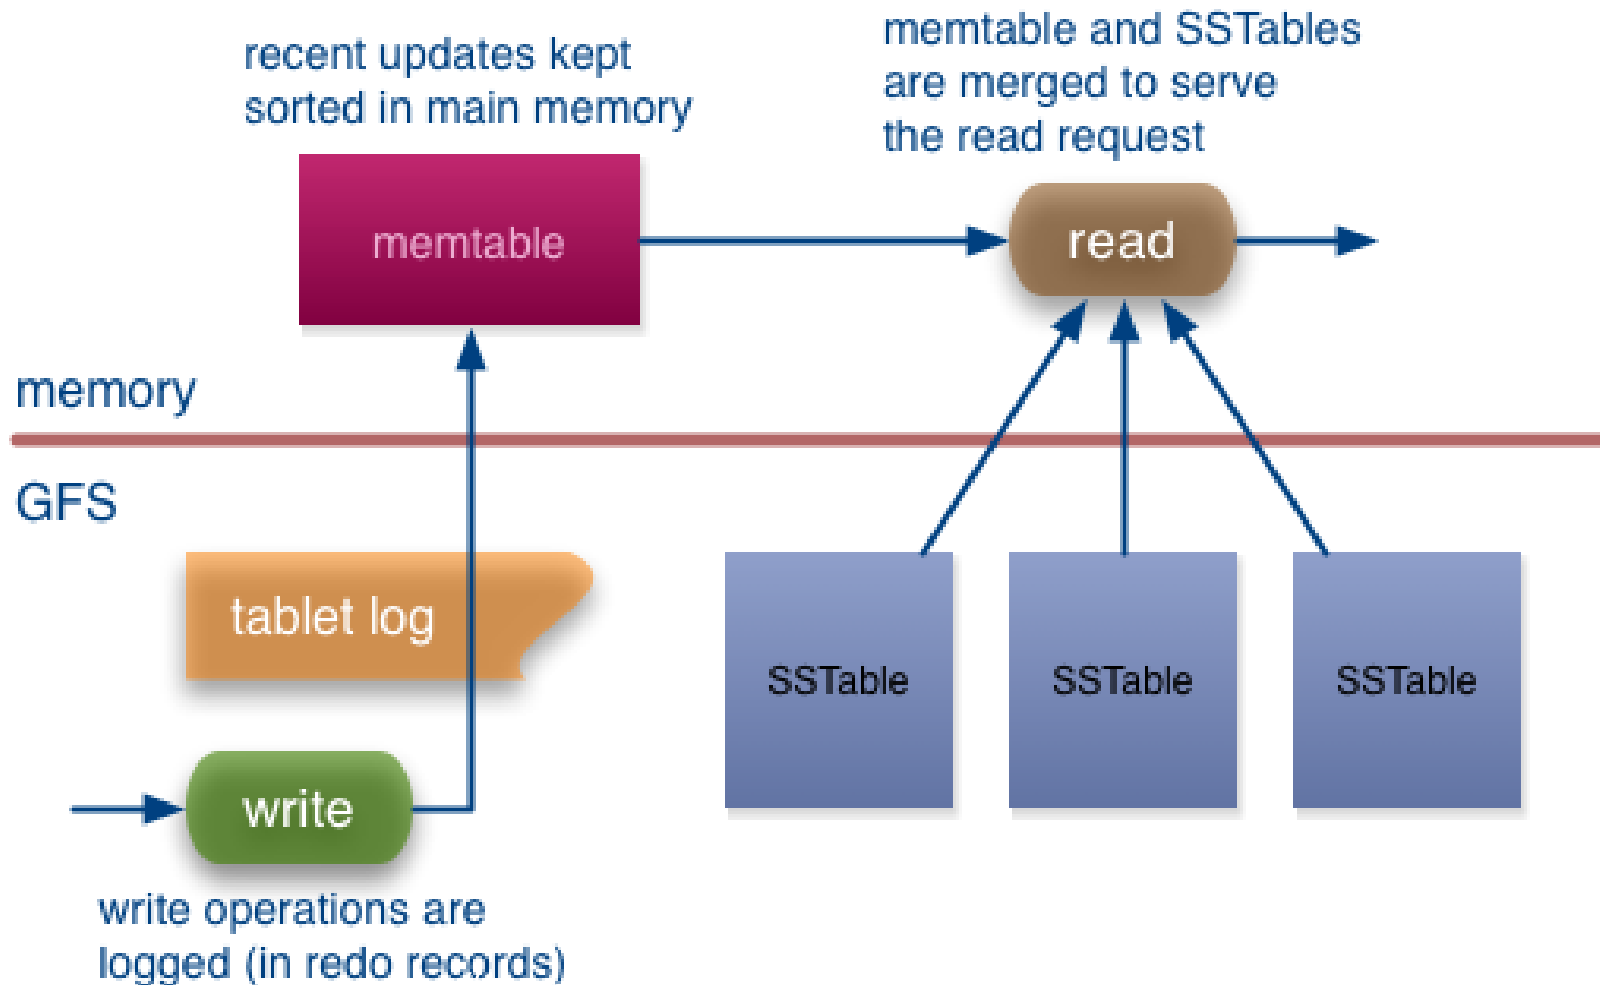 recent updates kept
sorted in main memory
memtable and SSTables
are merged to serve
the read request
memtable
read
memory
GFS
tablet log
SSTable
SSTable
SSTable
write
write operations are
logged (in redo records)